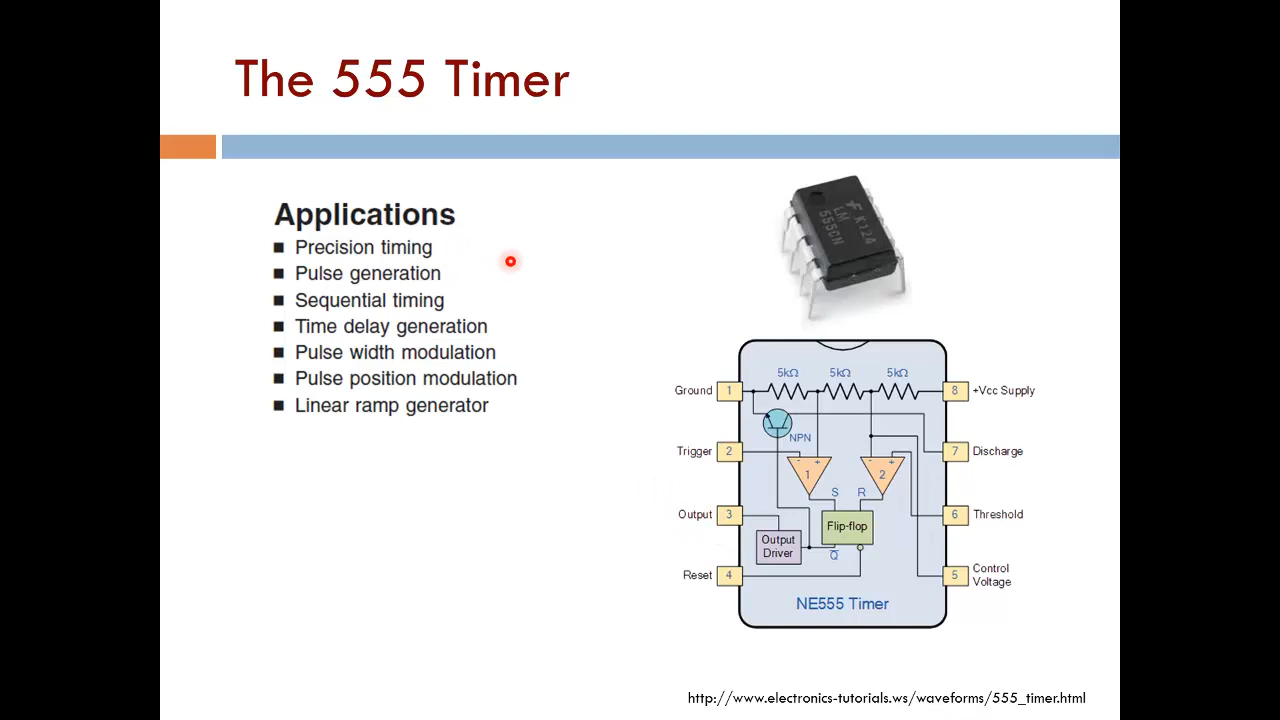 The 555 Timer
Applications
Precision timing
Pulse generation
Sequential timing
Time delay generation
Pulse width modulation
Pulse position modulation
Linear ramp generator
K124
LM
555CN
5kΩ 5kΩ 5kΩ
Ground 1
8 +Vcc Supply
NPN
Trigger 2
7 Discharge
- + - +
1 2
S R
Output 3
6 Threshold
Flip-flop
Output
Driver
Q̅
Reset 4
5 Control
Voltage
NE555 Timer
http://www.electronics-tutorials.ws/waveforms/555_timer.html